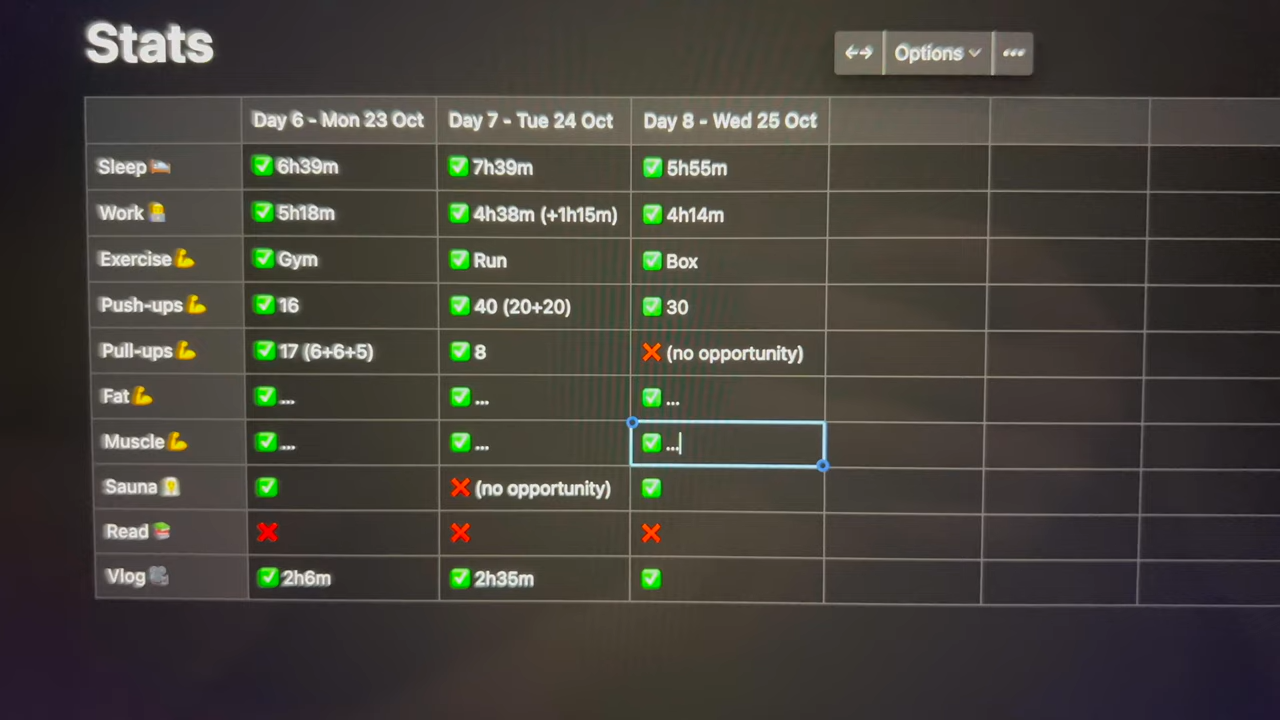 Stats
Options
Day 6 - Mon 23 Oct Day 7 - Tue 24 Oct Day 8 - Wed 25 Oct
Sleep🛌 ✅ 6h39m ✅ 7h39m ✅ 5h55m
Work👨‍💻 ✅ 5h18m ✅ 4h38m (+1h15m) ✅ 4h14m
Exercise💪 ✅ Gym ✅ Run ✅ Box
Push-ups💪 ✅ 16 ✅ 40 (20+20) ✅ 30
Pull-ups💪 ✅ 17 (6+6+5) ✅ 8 ❌ (no opportunity)
Fat💪 ✅ ... ✅ ... ✅ ...
Muscle💪 ✅ ... ✅ ... ✅ ...
Sauna🧖 ✅ ❌ (no opportunity) ✅
Read📚 ❌ ❌ ❌
Vlog🎥 ✅ 2h6m ✅ 2h35m ✅